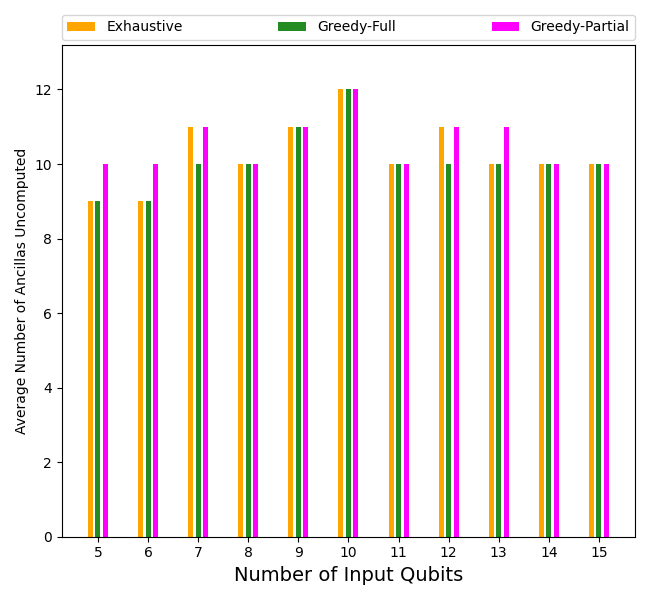 Exhaustive Greedy-Full Greedy-Partial
Average Number of Ancillas Uncomputed
12
10
8
6
4
2
0
5 6 7 8 9 10 11 12 13 14 15
Number of Input Qubits